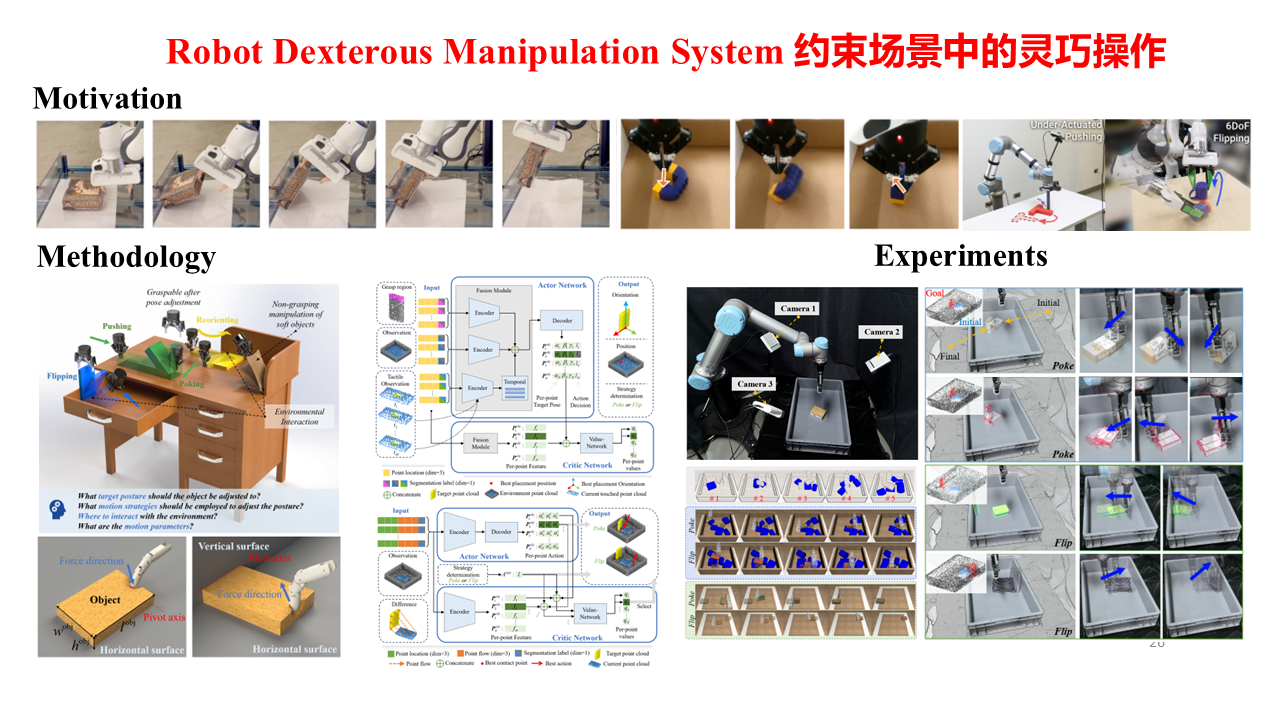 Robot Dexterous Manipulation System 约束场景中的灵巧操作
Motivation
Under-Actuated
Pushing
6DoF
Flipping
Methodology
Experiments
Graspable after
pose adjustment
Non-grasping
manipulation of
soft objects
Reorienting
Pushing
Flipping
Poking
Environmental
Interaction
What target posture should the object be adjusted to?
What motion strategies should be employed to adjust the posture?
Where to interact with the environment?
What are the motion parameters?
Force direction
Object
Pivot axis
Horizontal surface
Vertical surface
Pivot axis
Force direction
Horizontal surface
Grasp region
Input
Observation
Tactile
Observation
Fusion Module
Encoder
Encoder
Encoder
Temporal
Actor Network
Decoder
Per-point
Target Pose
Action
Decision
Output
Orientation
Position
Strategy
determination
Poke or Flip
Fusion
Module
Per-point Feature
Value-
Network
Per-point
values
Critic Network
Point location (dim=3)
Segmentation label (dim=1)
Concatenate
Best placement position
Target point cloud
Environment point cloud
Best placement Orientation
Current touched point cloud
Input
Observation
Difference
Encoder
Decoder
Actor Network
Per-point Action
Strategy
determination
Poke or Flip
Output
Poke
Flip
Encoder
Per-point Feature
Value-
Network
Critic Network
Per-point
values
Select
Point location (dim=3)
Point flow (dim=3)
Segmentation label (dim=1)
Target point cloud
Point flow
Concatenate
Best contact point
Best action
Current point cloud
Camera 1
Camera 2
Camera 3
Goal
Initial
Initial
Final
Poke
Poke
Flip
Flip
# 1
# 2
# 3
# 4
# 5
Poke
Flip
Poke
Flip